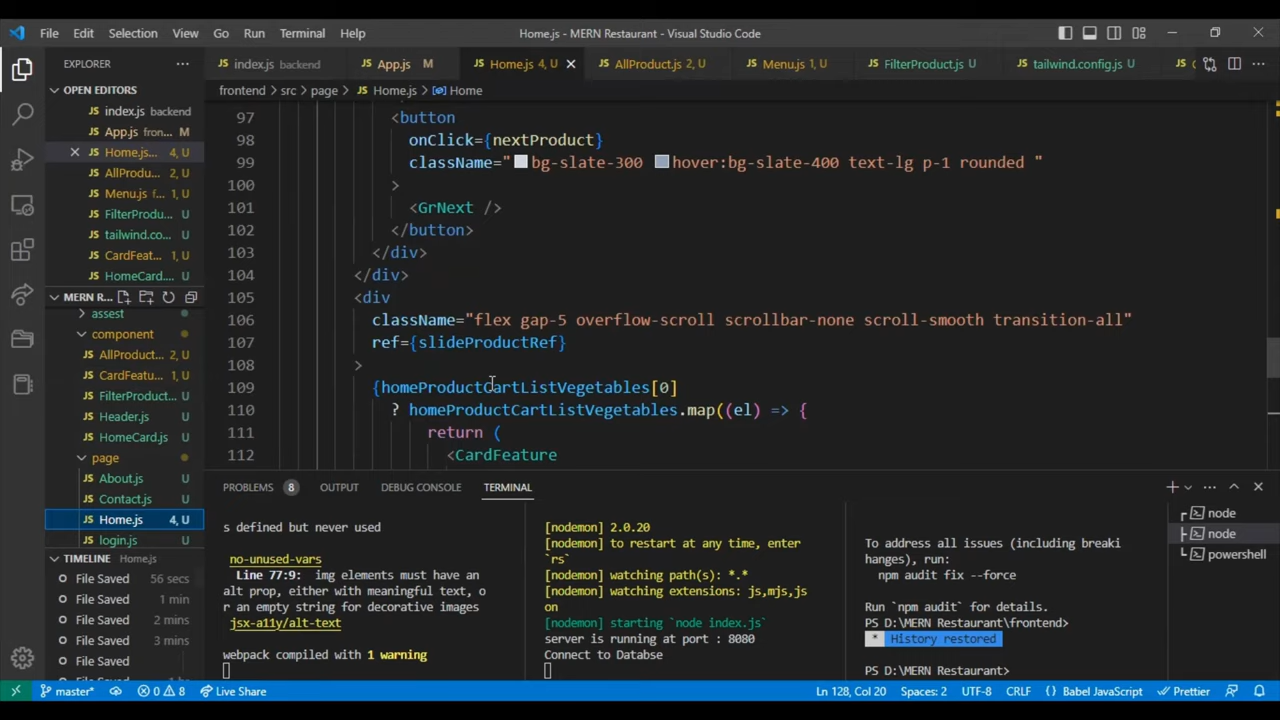 File Edit Selection View Go Run Terminal Help Home.js - MERN Restaurant - Visual Studio Code
EXPLORER
index.js backend App.js M Home.js 4, U AllProduct.js 2, U Menu.js 1, U FilterProduct.js U tailwind.config.js U
OPEN EDITORS
frontend > src > page > JS Home.js > Home
JS index.js backend
JS App.js fron... M
JS Home.js... 4, U
JS AllProdu... 2, U
JS Menu.js f... 1, U
JS FilterProdu... U
JS tailwind.co... U
JS CardFeat... 1, U
JS HomeCard.... U
MERN R...
assest
component
JS AllProduct... 2, U
JS CardFeatu... 1, U
JS FilterProduct... U
JS Header.js U
JS HomeCard.js U
page
JS About.js U
JS Contact.js U
JS Home.js 4, U
JS login.js U
TIMELINE Home.js
File Saved 56 secs
File Saved 1 min
File Saved 2 mins
File Saved 3 mins
File Saved
97 <button
98 onClick={nextProduct}
99 className=" bg-slate-300 hover:bg-slate-400 text-lg p-1 rounded "
100 >
101 <GrNext />
102 </button>
103 </div>
104 </div>
105 <div
106 className="flex gap-5 overflow-scroll scrollbar-none scroll-smooth transition-all"
107 ref={slideProductRef}
108 >
109 {homeProductCartListVegetables[0]
110 ? homeProductCartListVegetables.map((el) => {
111 return (
112 <CardFeature
PROBLEMS 8 OUTPUT DEBUG CONSOLE TERMINAL
s defined but never used
no-unused-vars
Line 77:9: img elements must have an
alt prop, either with meaningful text, o
r an empty string for decorative images
jsx-a11y/alt-text
webpack compiled with 1 warning
[nodemon] 2.0.20
[nodemon] to restart at any time, enter
`rs`
[nodemon] watching path(s): *.*
[nodemon] watching extensions: js,mjs,js
on
[nodemon] starting `node index.js`
server is running at port : 8080
Connect to Databse
To address all issues (including breaki
hanges), run:
npm audit fix --force
Run `npm audit` for details.
PS D:\MERN Restaurant\frontend>
* History restored
PS D:\MERN Restaurant>
node
node
powershell
master* 0 8 Live Share Ln 128, Col 20 Spaces: 2 UTF-8 CRLF {} Babel JavaScript Prettier